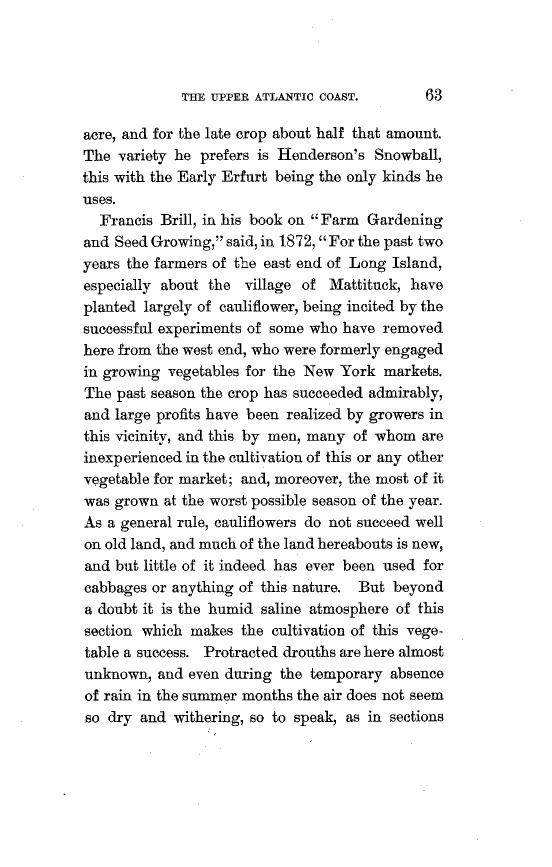 THE UPPER ATLANTIC COAST. 63
acre, and for the late crop about half that amount.
The variety he prefers is Henderson's Snowball,
this with the Early Erfurt being the only kinds he
uses.
Francis Brill, in his book on "Farm Gardening
and Seed Growing," said, in 1872, "For the past two
years the farmers of the east end of Long Island,
especially about the village of Mattituck, have
planted largely of cauliflower, being incited by the
successful experiments of some who have removed
here from the west end, who were formerly engaged
in growing vegetables for the New York markets.
The past season the crop has succeeded admirably,
and large profits have been realized by growers in
this vicinity, and this by men, many of whom are
inexperienced in the cultivation of this or any other
vegetable for market; and, moreover, the most of it
was grown at the worst possible season of the year.
As a general rule, cauliflowers do not succeed well
on old land, and much of the land hereabouts is new,
and but little of it indeed has ever been used for
cabbages or anything of this nature. But beyond
a doubt it is the humid saline atmosphere of this
section which makes the cultivation of this vege-
table a success. Protracted drouths are here almost
unknown, and even during the temporary absence
of rain in the summer months the air does not seem
so dry and withering, so to speak, as in sections